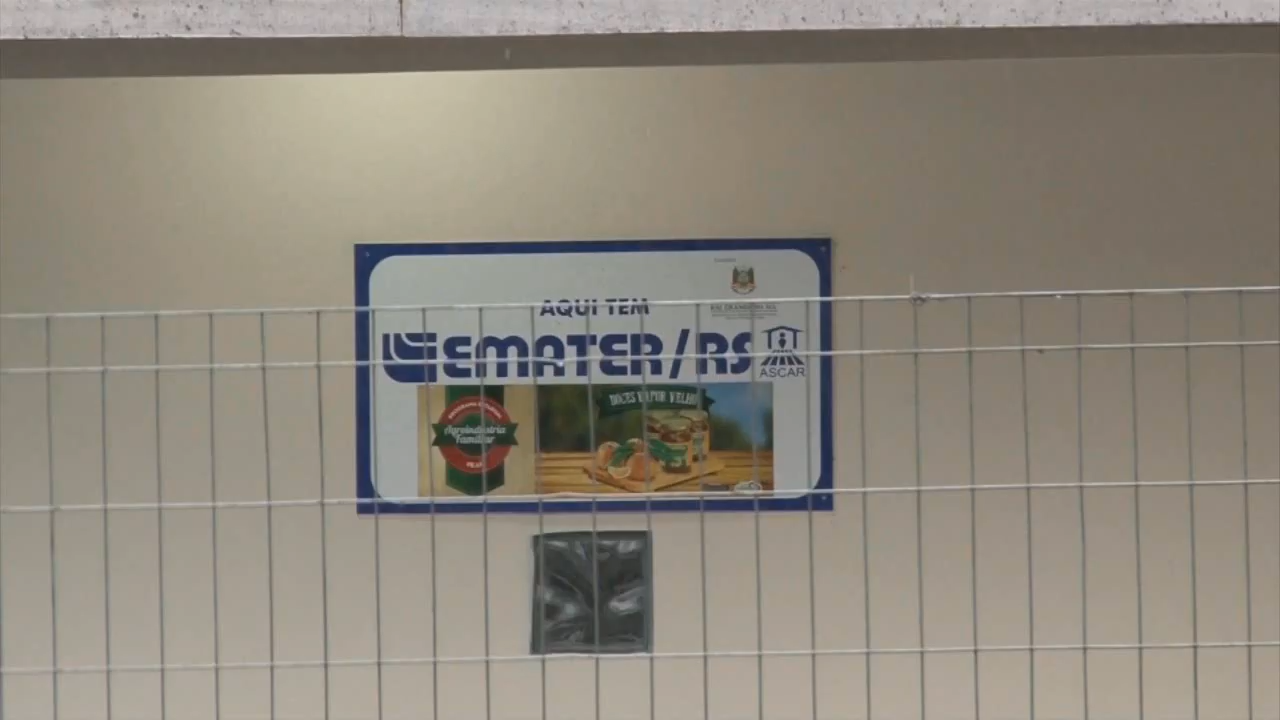 AQUI TEM
EMATER/RS
ASCAR
Agroindústria
Familiar
DOCES VAPOR VELHO